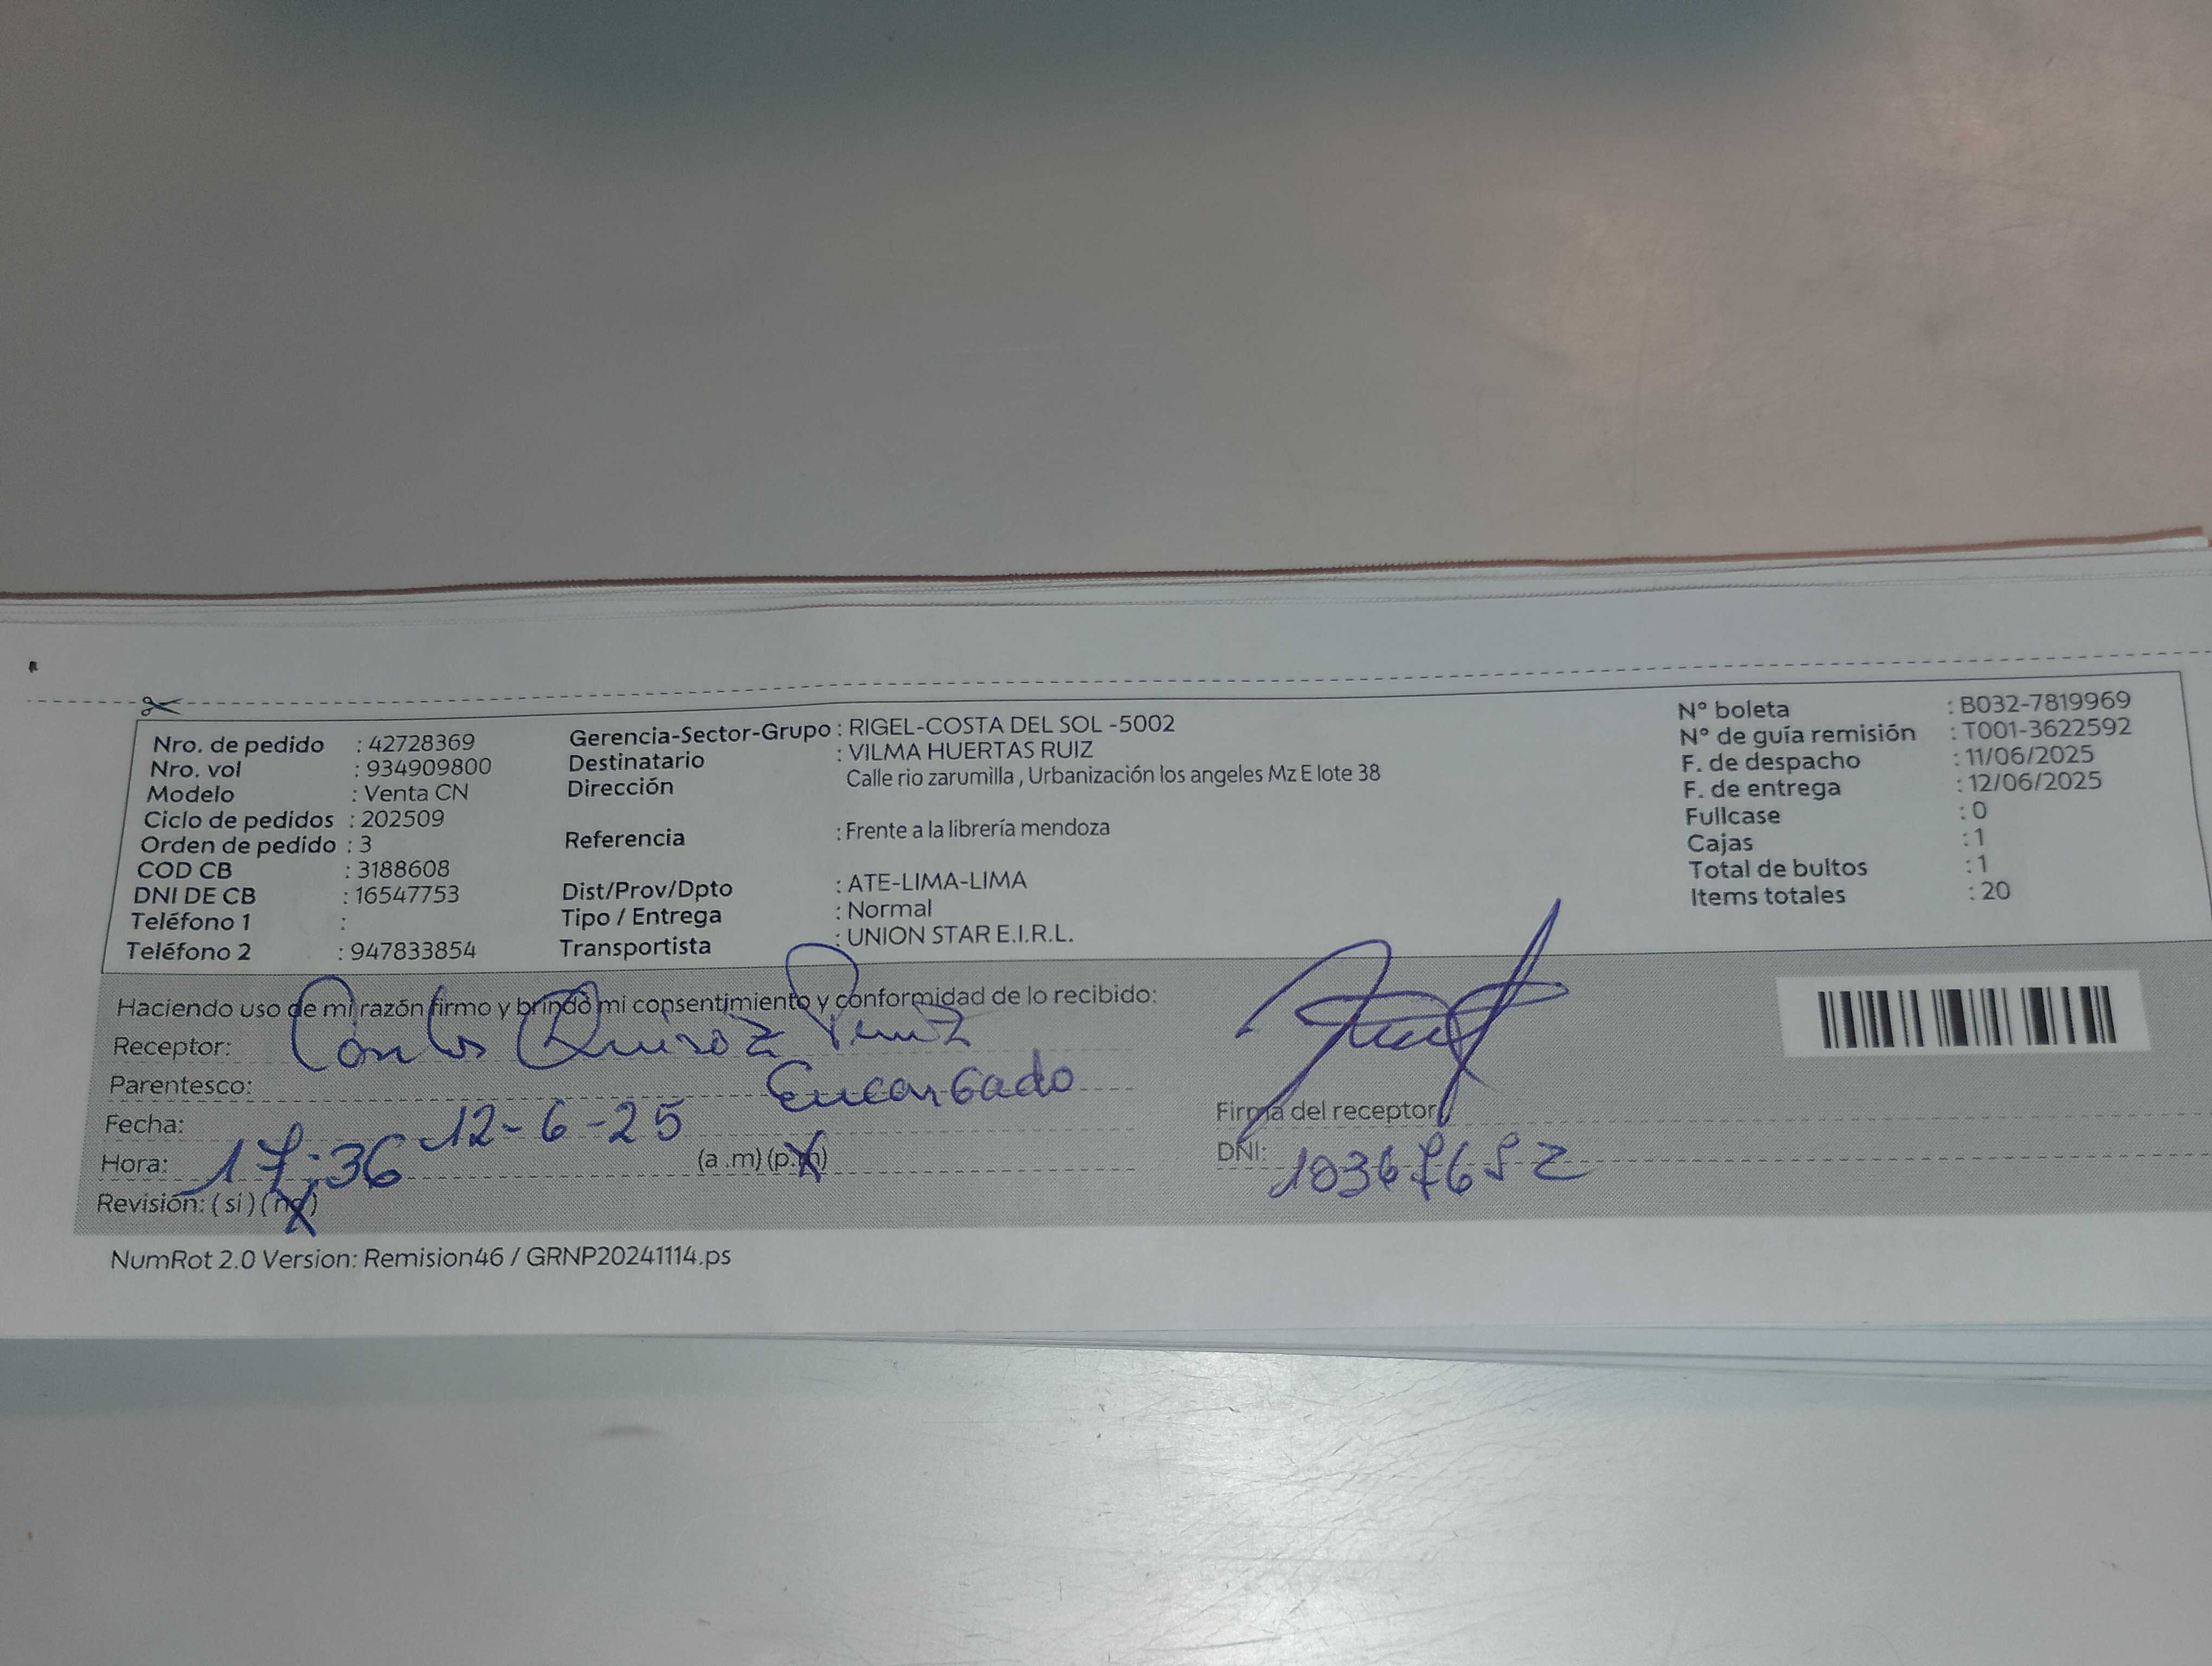 Nro. de pedido : 42728369
Nro. vol : 934909800
Modelo : Venta CN
Ciclo de pedidos : 202509
Orden de pedido : 3
COD CB : 3188608
DNI DE CB : 16547753
Teléfono 1 :
Teléfono 2 : 947833854
Gerencia-Sector-Grupo : RIGEL-COSTA DEL SOL -5002
Destinatario : VILMA HUERTAS RUIZ
Dirección Calle rio zarumilla , Urbanización los angeles Mz E lote 38
Referencia : Frente a la librería mendoza
Dist/Prov/Dpto : ATE-LIMA-LIMA
Tipo / Entrega : Normal
Transportista : UNION STAR E.I.R.L.
N° boleta : B032-7819969
N° de guía remisión : T001-3622592
F. de despacho : 11/06/2025
F. de entrega : 12/06/2025
Fullcase : 0
Cajas : 1
Total de bultos : 1
Items totales : 20
Haciendo uso de mi razón firmo y brindo mi consentimiento y conformidad de lo recibido:
Receptor: Carlos Quiroz
Parentesco: Encargado
Fecha: 12-6-25
Hora: 17:36 (a .m) (p.m)
Revisión: ( si ) ( no )
Firma del receptor
DNI:
NumRot 2.0 Version: Remision46 / GRNP20241114.ps